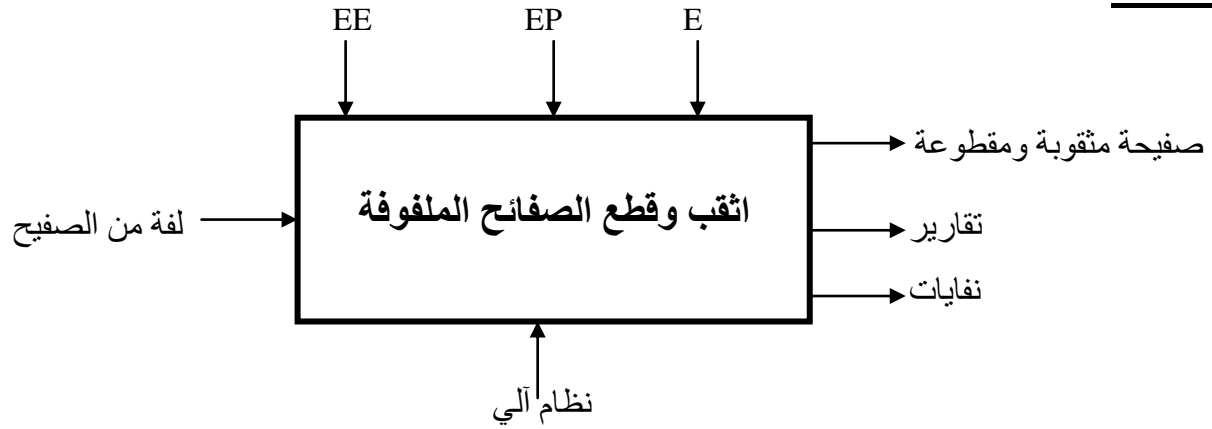 EE EP E
صفيحة مثقوبة ومقطوعة
اثقب وقطع الصفائح الملفوفة
لفة من الصفيح
تقارير
نفايات
نظام آلي